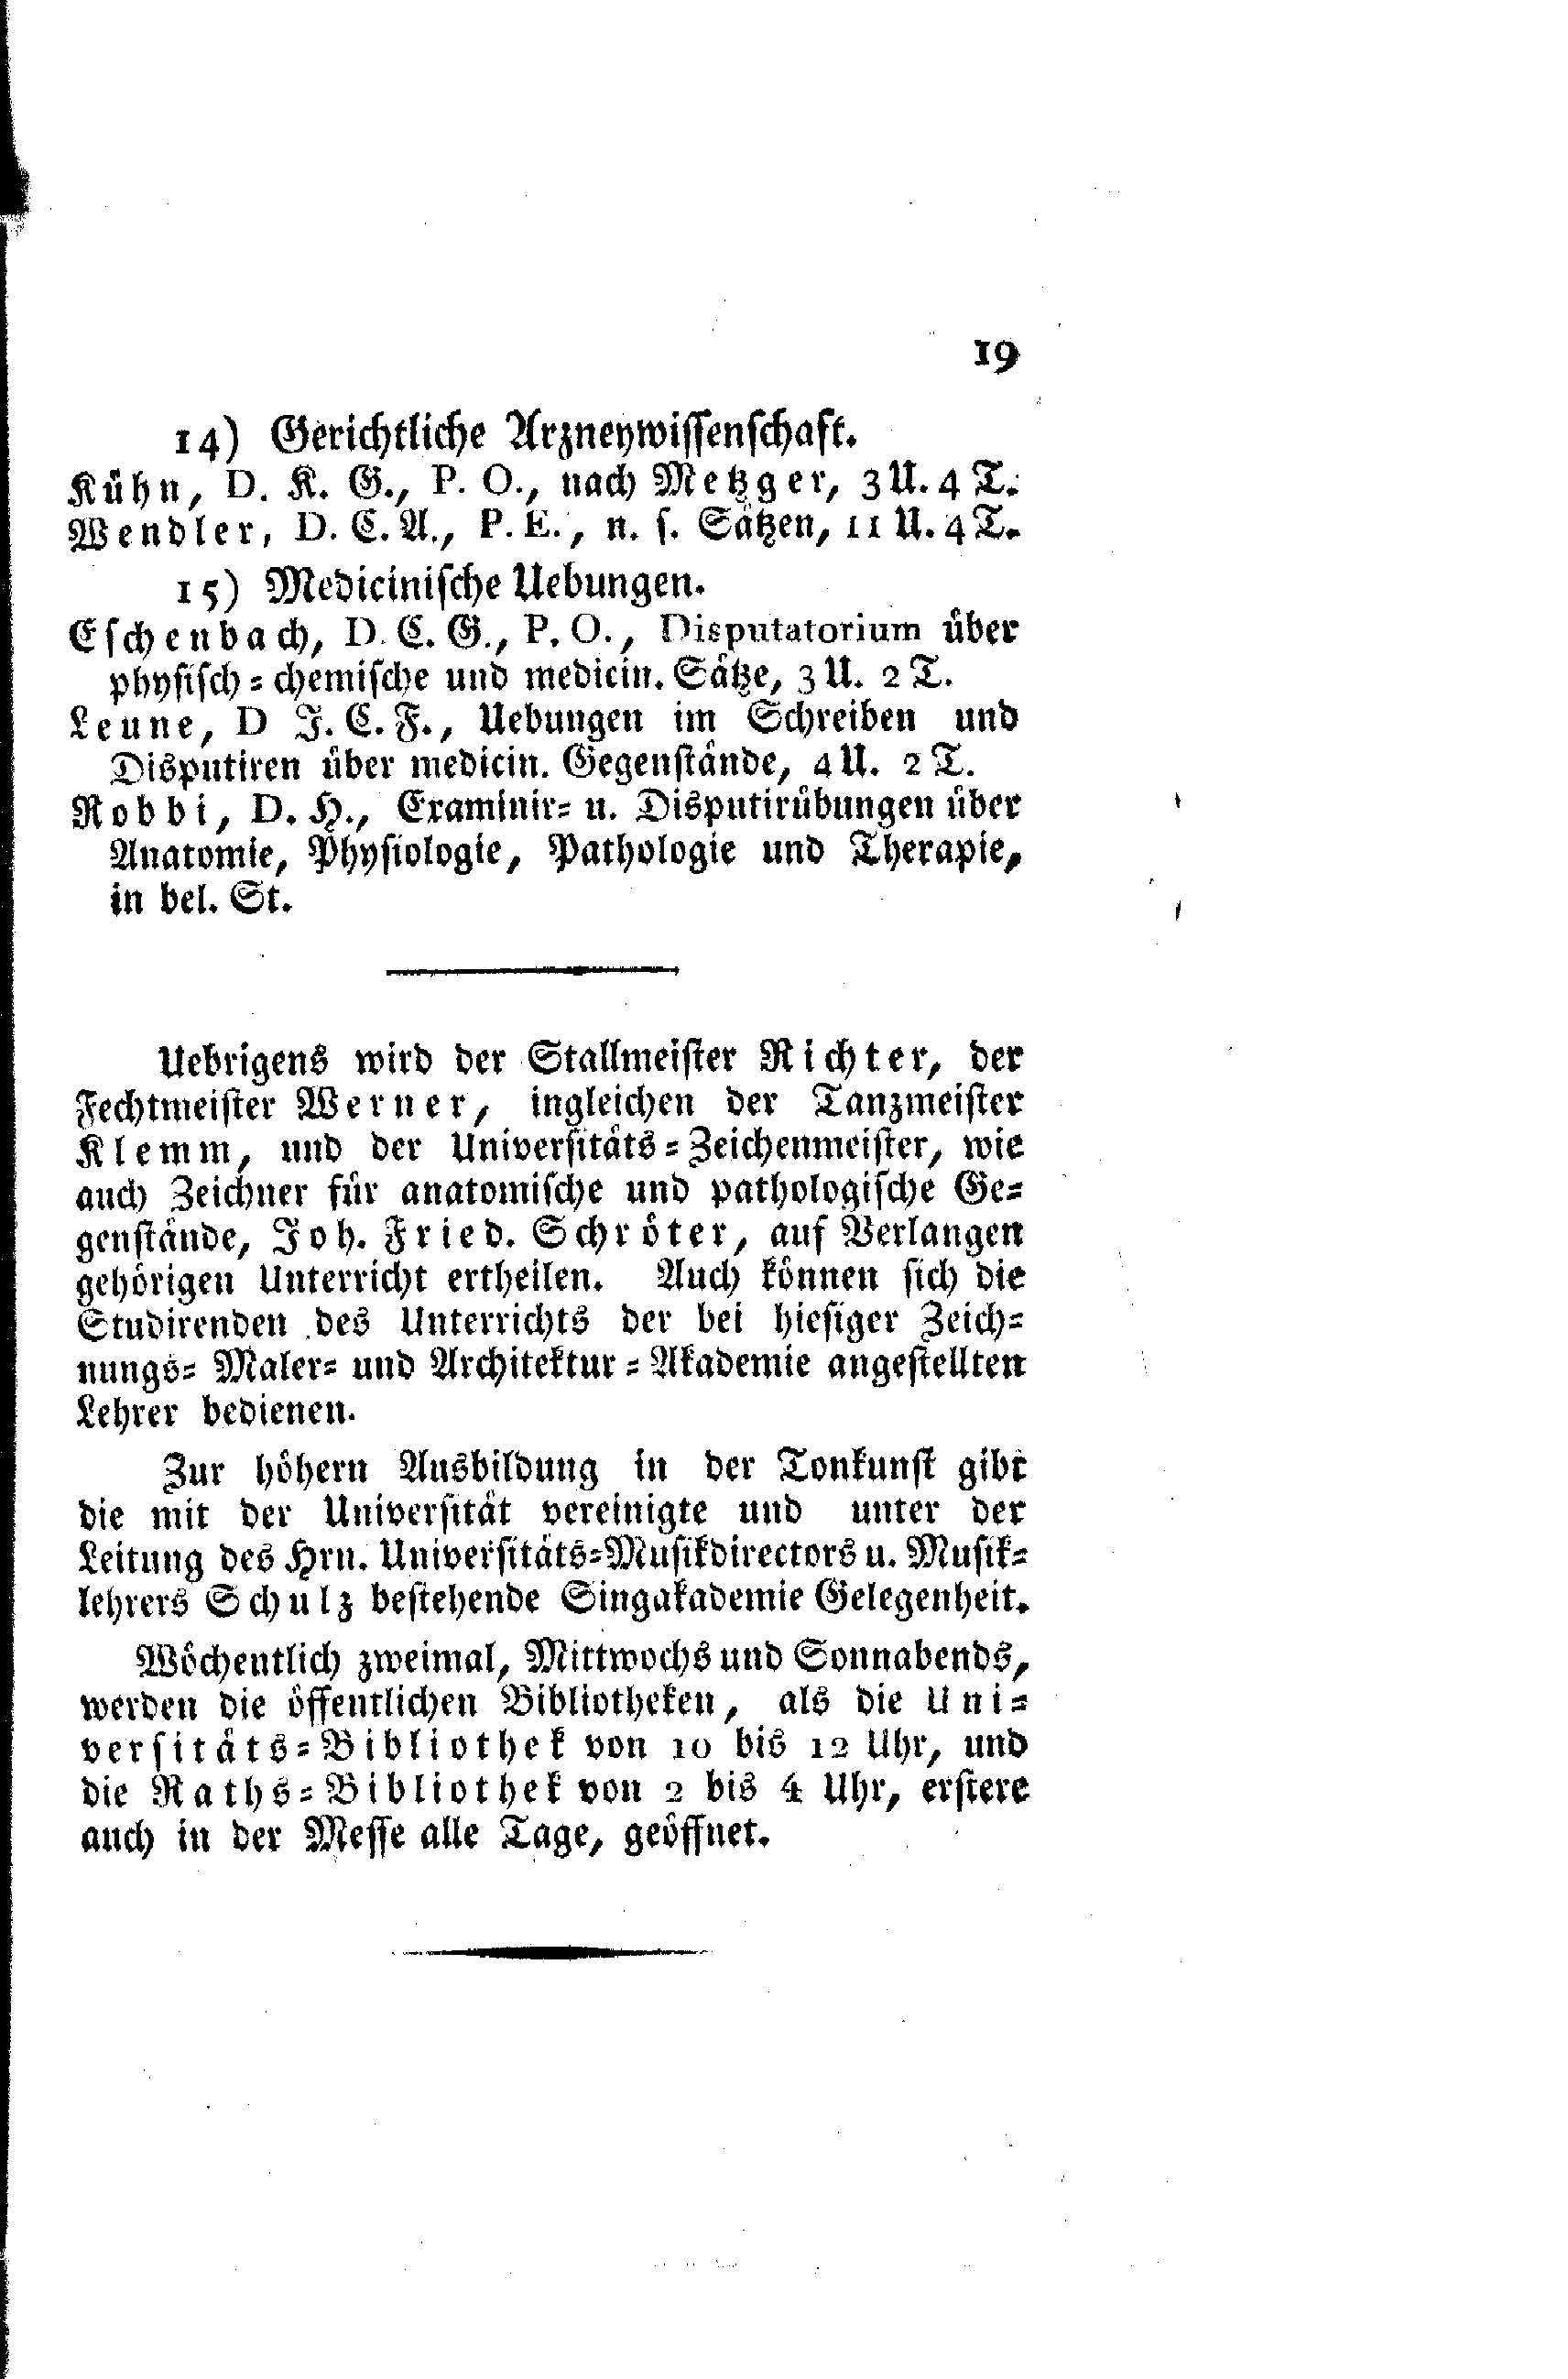 19
14) Gerichtliche Arzneywissenschaft.
Kühn, D. K. G., P. O., nach Metzger, 3 U. 4 T.
Wendler, D. C. A., P. E., n. s. Sätzen, 11 U. 4 T.
15) Medicinische Uebungen.
Eschenbach, D. C. G., P. O., Disputatorium über
physisch-chemische und medicin. Sätze, 3 U. 2 T.
Leune, D J. C. F., Uebungen im Schreiben und
Disputiren über medicin. Gegenstände, 4 U. 2 T.
Robbi, D. H., Examinir- u. Disputirübungen über
Anatomie, Physiologie, Pathologie und Therapie,
in bel. St.
Uebrigens wird der Stallmeister Richter, der
Fechtmeister Werner, ingleichen der Tanzmeister
Klemm, und der Universitäts-Zeichenmeister, wie
auch Zeichner für anatomische und pathologische Ge-
genstände, Joh. Fried. Schröter, auf Verlangen
gehörigen Unterricht ertheilen. Auch können sich die
Studirenden des Unterrichts der bei hiesiger Zeich-
nungs- Maler- und Architektur-Akademie angestellten
Lehrer bedienen.
Zur höhern Ausbildung in der Tonkunst gibt
die mit der Universität vereinigte und unter der
Leitung des Hrn. Universitäts-Musikdirectors u. Musik-
lehrers Schulz bestehende Singakademie Gelegenheit.
Wöchentlich zweimal, Mittwochs und Sonnabends,
werden die öffentlichen Bibliotheken, als die Uni-
versitäts-Bibliothek von 10 bis 12 Uhr, und
die Raths-Bibliothek von 2 bis 4 Uhr, erstere
auch in der Messe alle Tage, geöffnet.